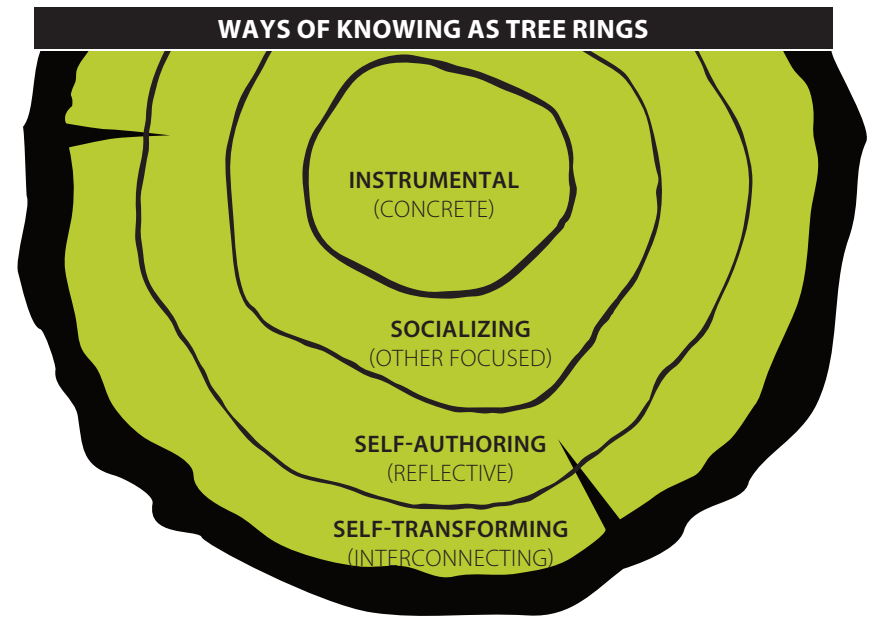 WAYS OF KNOWING AS TREE RINGS
INSTRUMENTAL
(CONCRETE)
SOCIALIZING
(OTHER FOCUSED)
SELF-AUTHORING
(REFLECTIVE)
SELF-TRANSFORMING
(INTERCONNECTING)